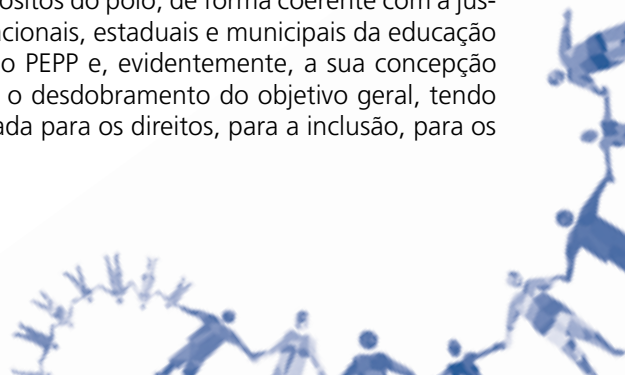 ósitos do polo, de forma coerente com a jus-
cionais, estaduais e municipais da educação
o PEPP e, evidentemente, a sua concepção
o desdobramento do objetivo geral, tendo
ada para os direitos, para a inclusão, para os